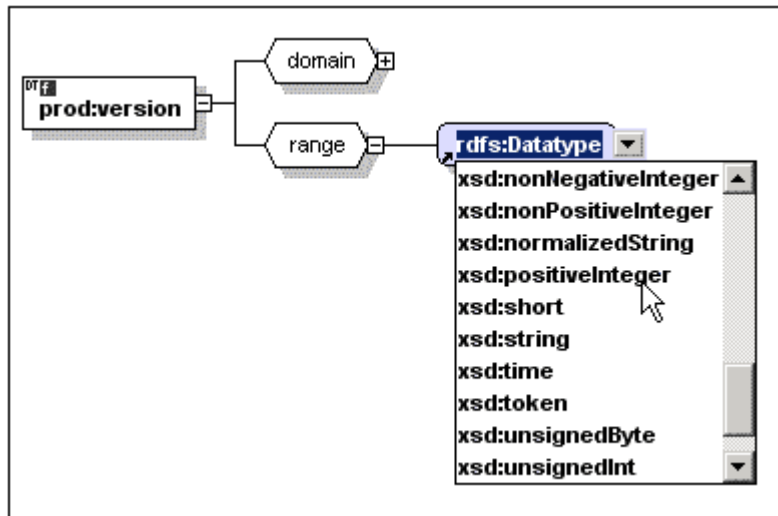 DT f
prod:version
domain
range
rdfs:Datatype
xsd:nonNegativeInteger
xsd:nonPositiveInteger
xsd:normalizedString
xsd:positiveInteger
xsd:short
xsd:string
xsd:time
xsd:token
xsd:unsignedByte
xsd:unsignedInt